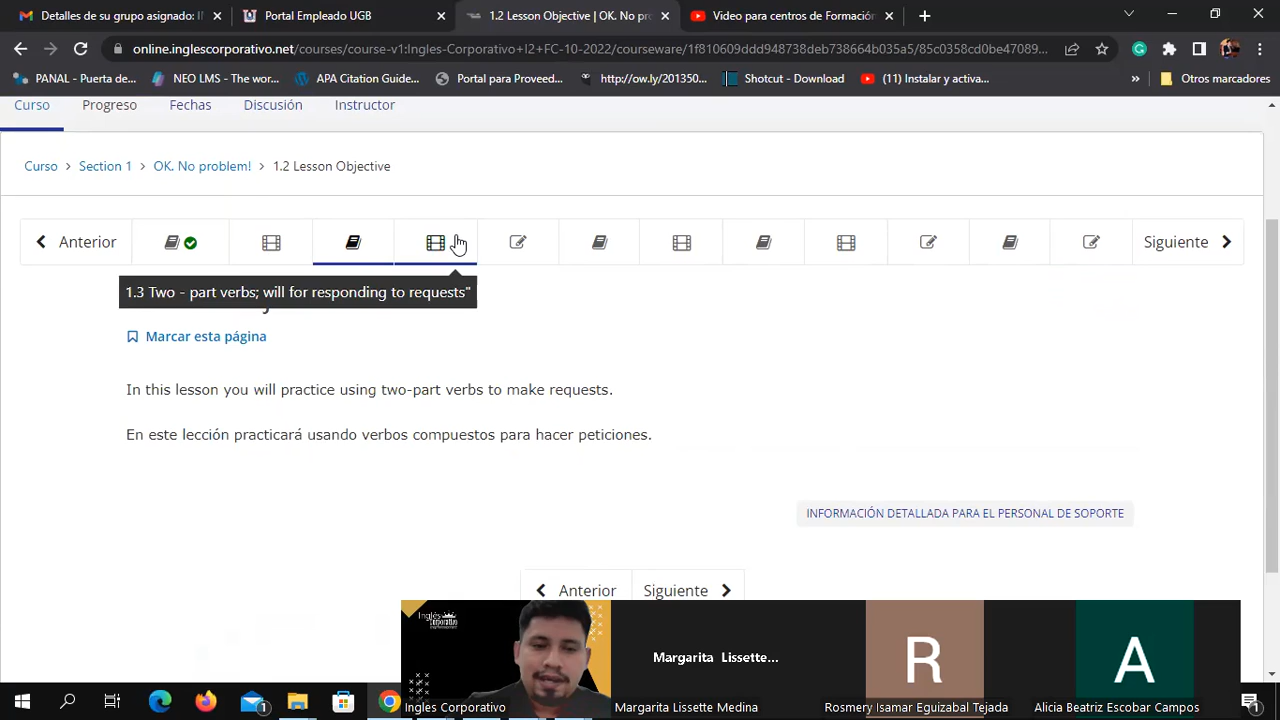 Detalles de su grupo asignado: I
Portal Empleado UGB
1.2 Lesson Objective | OK. No pro
Video para centros de Formación
online.inglescorporativo.net/courses/course-v1:Ingles-Corporativo+I2+FC-10-2022/courseware/1f810609ddd948738deb738664b035a5/85c0358cd0be47089...
PANAL - Puerta de...
NEO LMS - The wor...
APA Citation Guide...
Portal para Proveed...
http://ow.ly/201350...
Shotcut - Download
(11) Instalar y activa...
»
Otros marcadores
Curso
Progreso
Fechas
Discusión
Instructor
Curso > Section 1 > OK. No problem! > 1.2 Lesson Objective
Anterior
Siguiente
1.3 Two - part verbs; will for responding to requests"
Marcar esta página
In this lesson you will practice using two-part verbs to make requests.
En este lección practicará usando verbos compuestos para hacer peticiones.
INFORMACIÓN DETALLADA PARA EL PERSONAL DE SOPORTE
Anterior
Siguiente
Inglés
Corporativo
Margarita Lissette...
R
A
Ingles Corporativo
Margarita Lissette Medina
Rosmery Isamar Eguizabal Tejada
Alicia Beatriz Escobar Campos
1
1